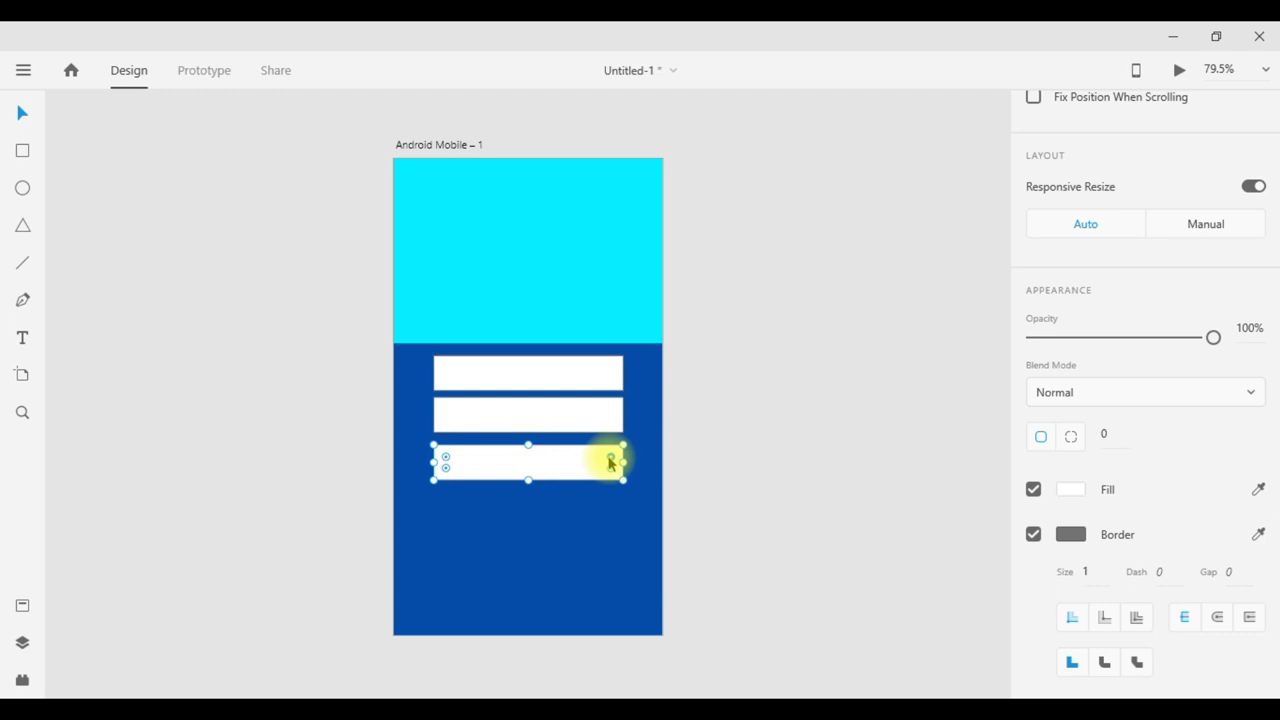 Design
Prototype
Share
Untitled-1 *
79.5%
Fix Position When Scrolling
Android Mobile – 1
LAYOUT
Responsive Resize
Auto
Manual
APPEARANCE
Opacity
100%
Blend Mode
Normal
0
Fill
Border
Size 1
Dash 0
Gap 0